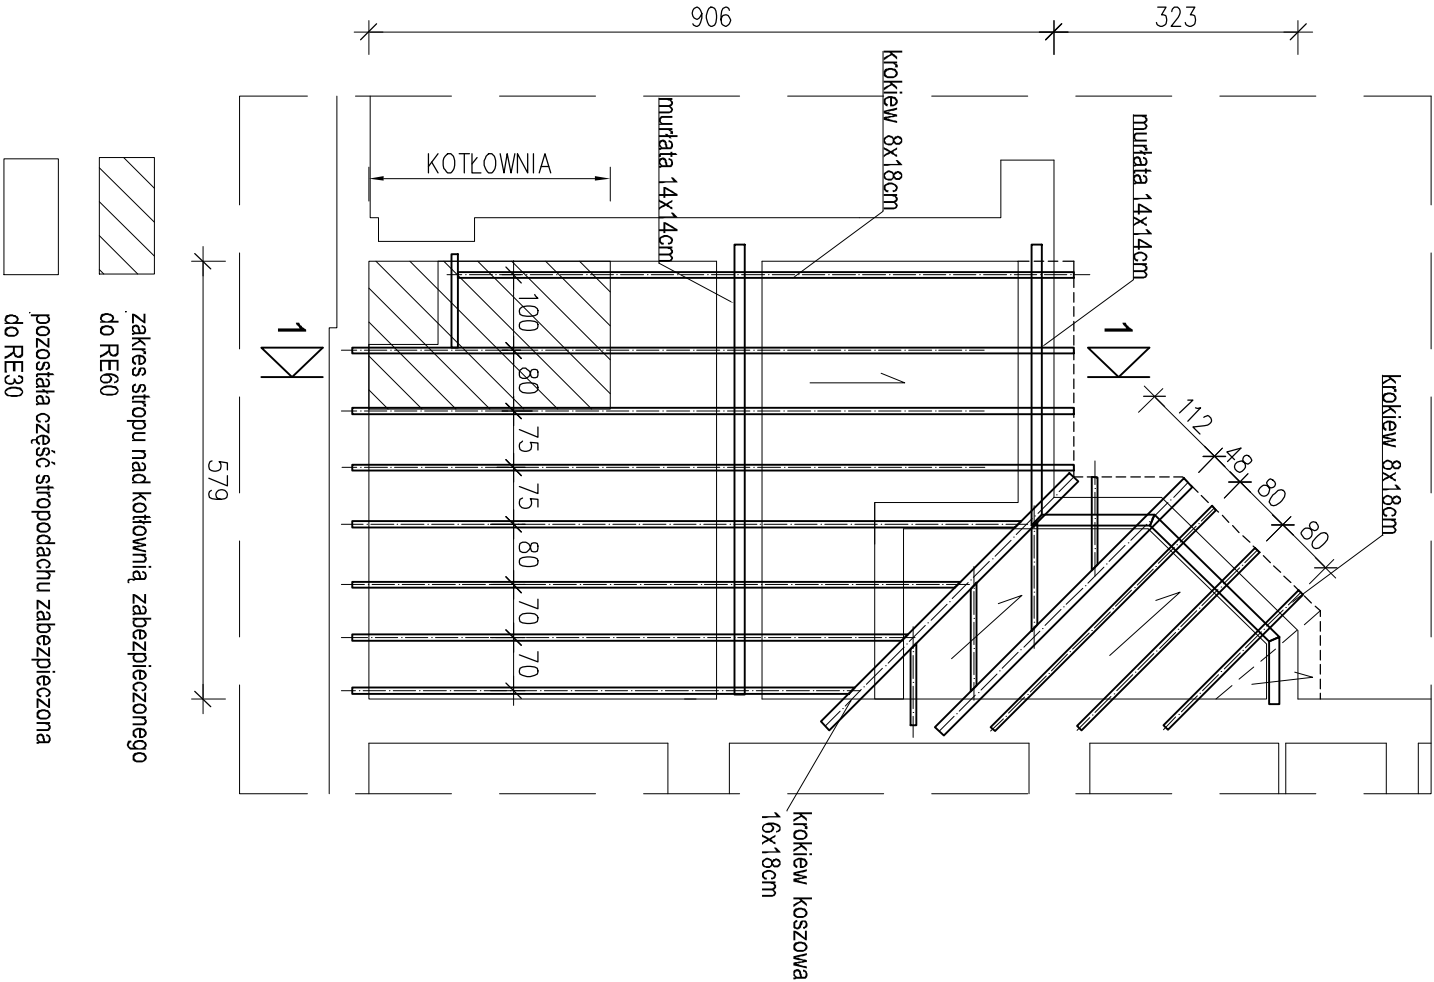 906
323
krokiew 8x18cm
murłata 14x14cm
murłata 14x14cm
KOTŁOWNIA
krokiew 8x18cm
1
1
100
80
75
75
80
70
70
579
112
48
80
80
krokiew koszowa
16x18cm
zakres stropu nad kotłownią zabezpieczonego
do RE60
pozostała część stropodachu zabezpieczona
do RE30